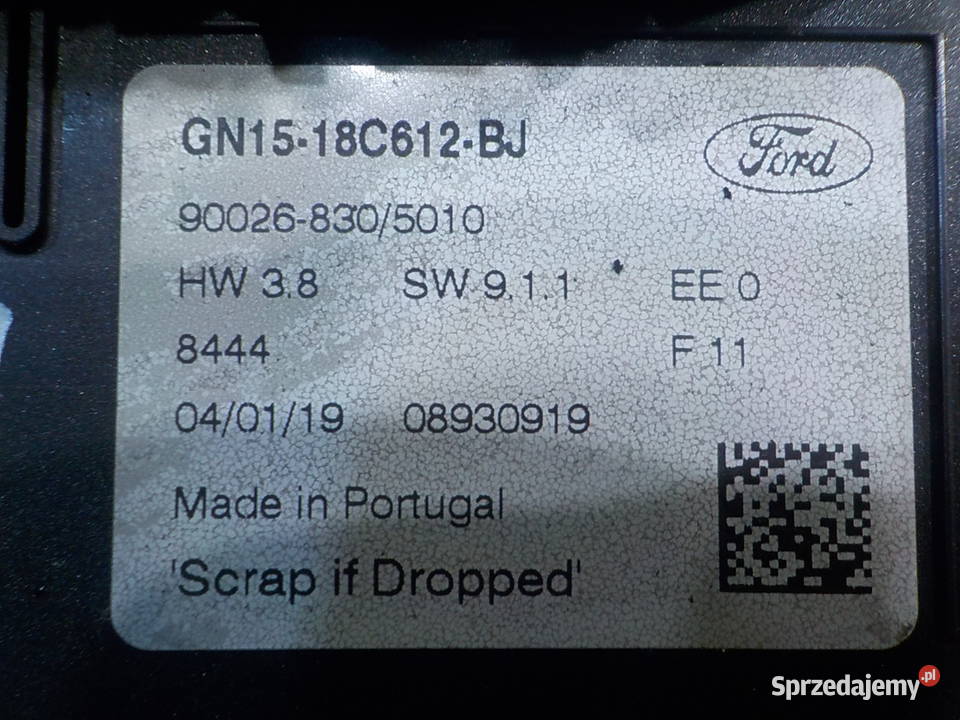 GN15-18C612-BJ
Ford
90026-830/5010
HW 3.8 SW 9.1.1 EE 0
8444 F 11
04/01/19 08930919
Made in Portugal
'Scrap if Dropped'
Sprzedajemy.pl